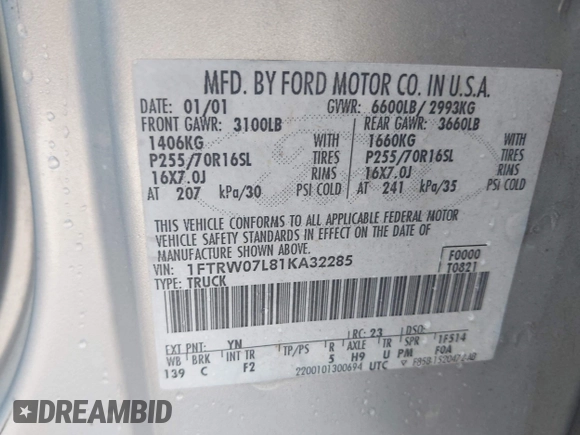 MFD. BY FORD MOTOR CO. IN U.S.A.
DATE: 01/01 GVWR: 6600LB/2993KG
FRONT GAWR: 3100LB REAR GAWR: 3660LB
1406KG WITH 1660KG WITH
P255/70R16SL TIRES P255/70R16SL TIRES
16X7.0J RIMS 16X7.0J RIMS
AT 207 kPa/30 PSI COLD AT 241 kPa/35 PSI COLD
THIS VEHICLE CONFORMS TO ALL APPLICABLE FEDERAL MOTOR
VEHICLE SAFETY STANDARDS IN EFFECT ON THE DATE OF
MANUFACTURE SHOWN ABOVE.
VIN: 1FTRW07L81KA32285 F0000
TYPE: TRUCK T0821
EXT PNT: YN RC: 23 DSO:
WB BRK INT TR TP/PS R AXLE TR SPR 1F514
139 C F2 5 H9 U PM F0A
2200101300694 UTC
DREAMBID